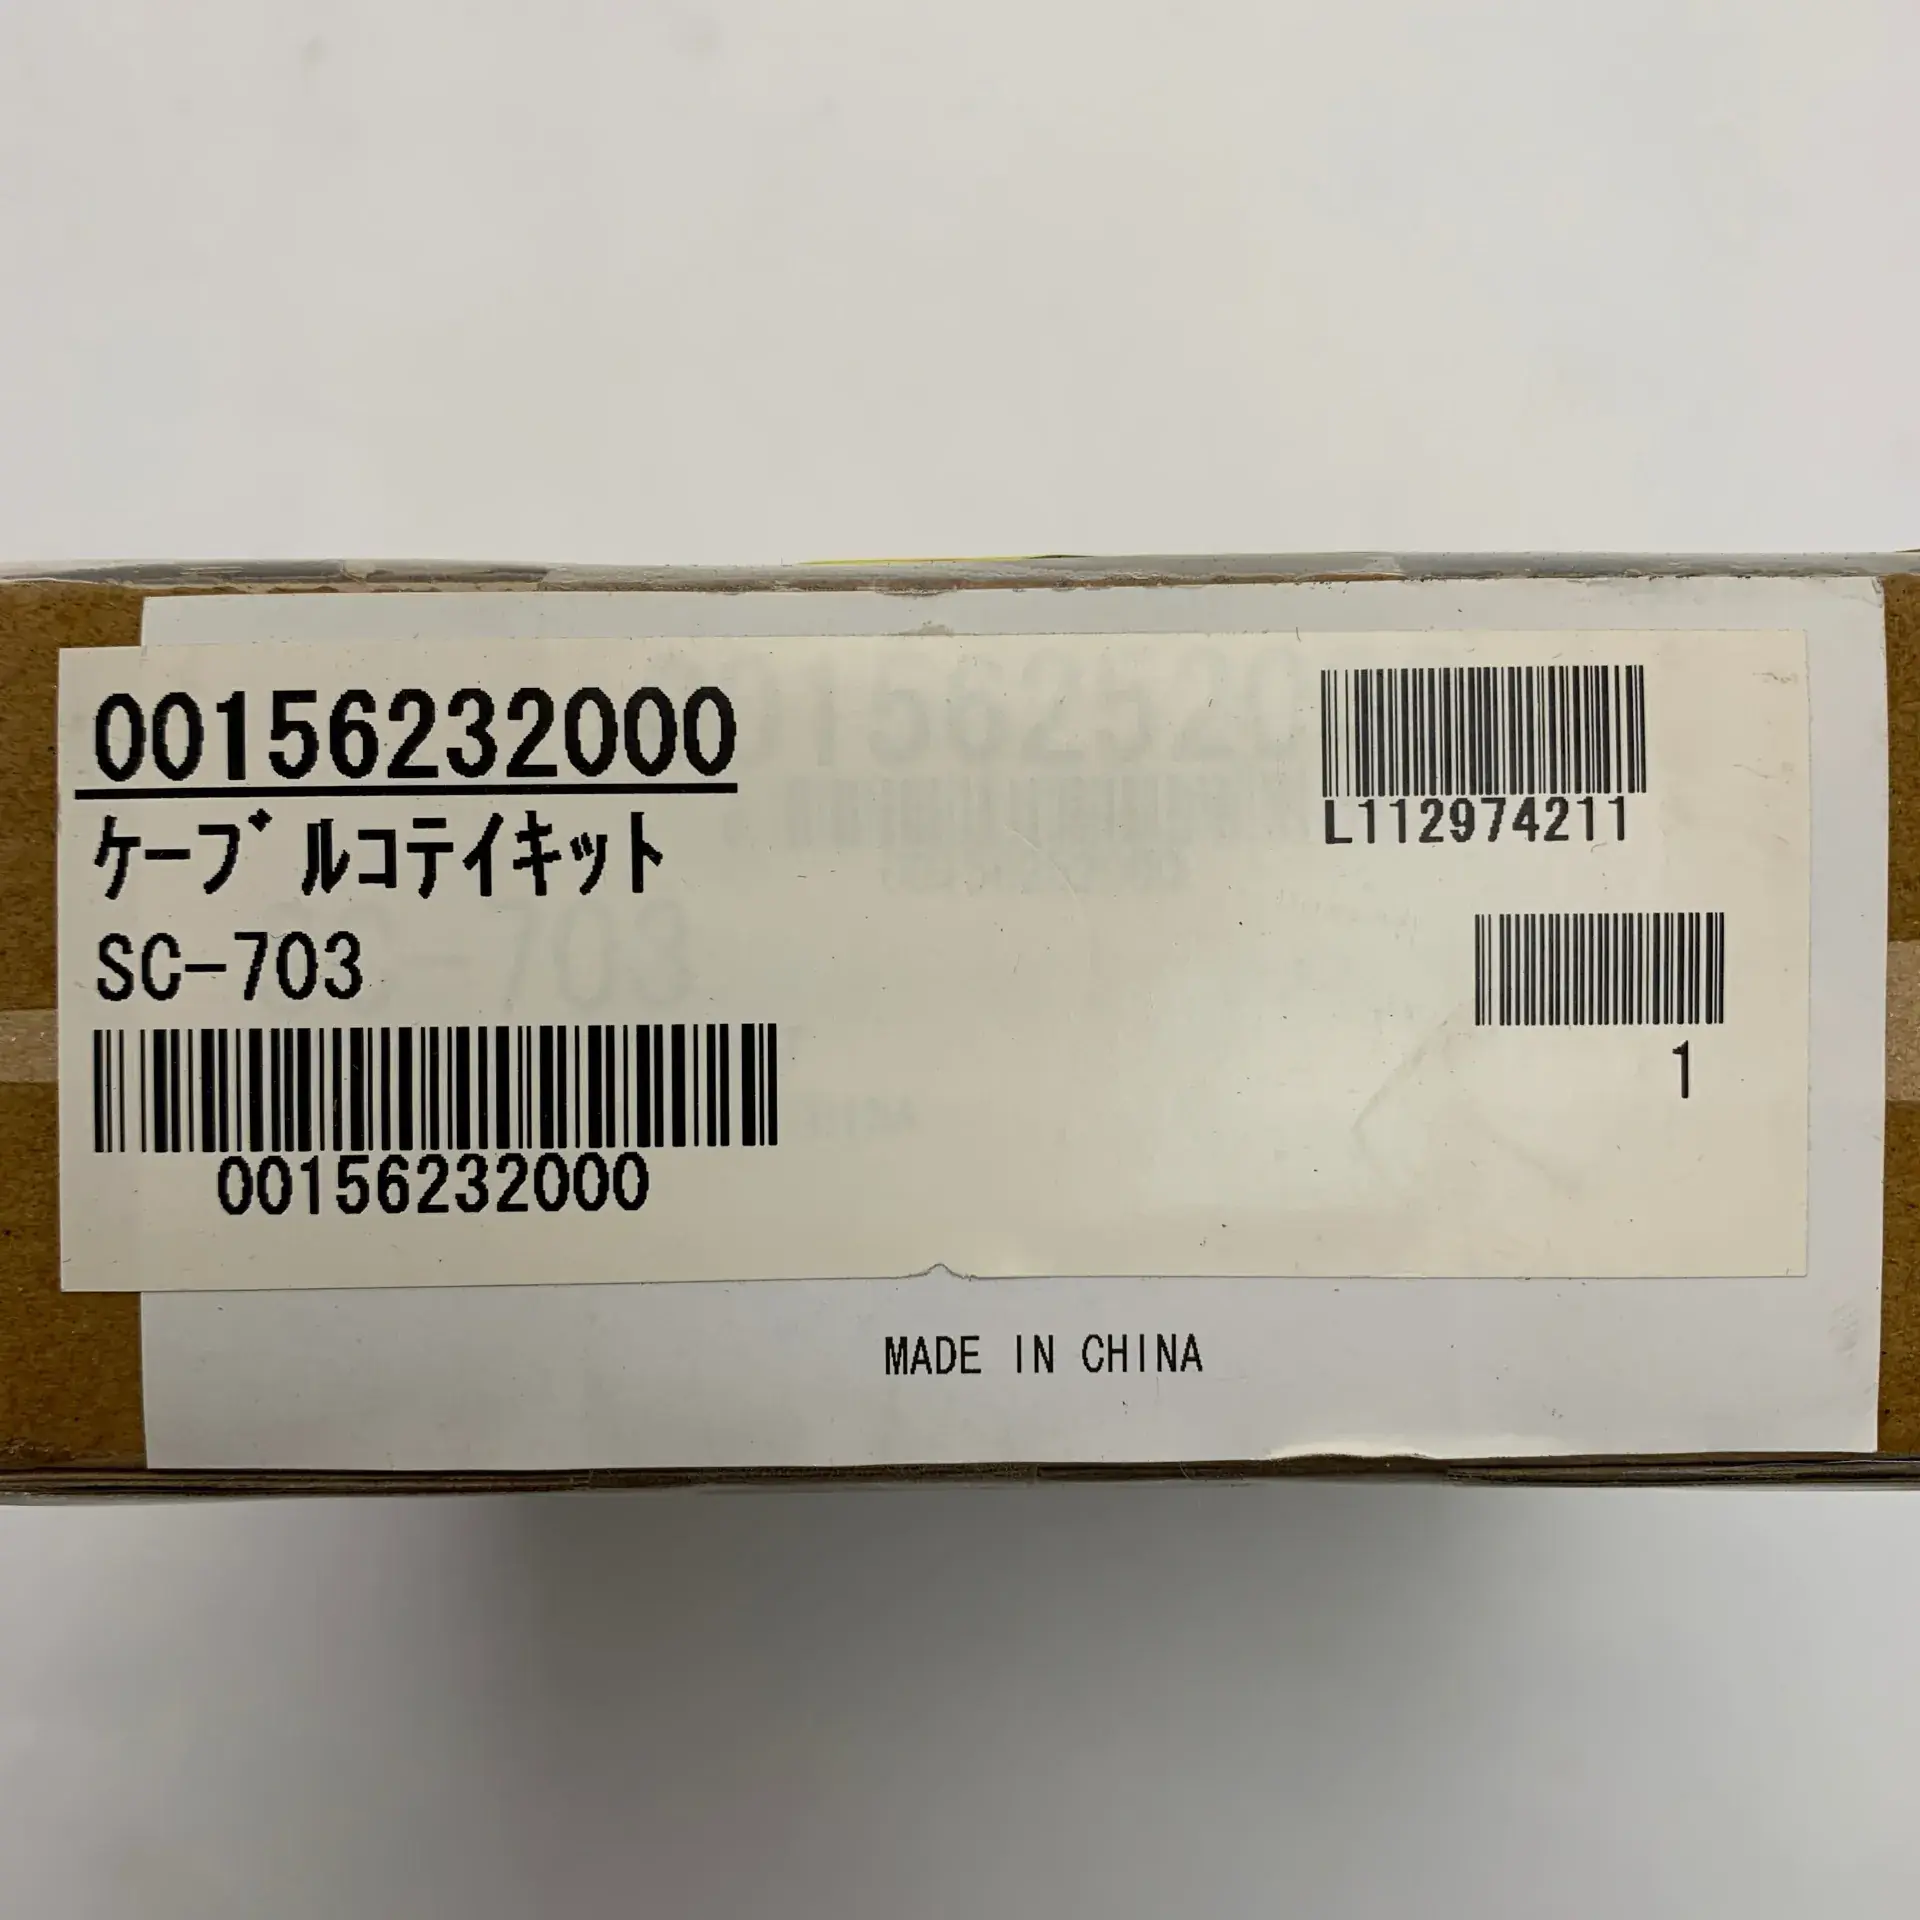 00156232000
ｹｰﾌﾞﾙｺﾃｲｷｯﾄ
SC-703
00156232000
L112974211
1
MADE IN CHINA